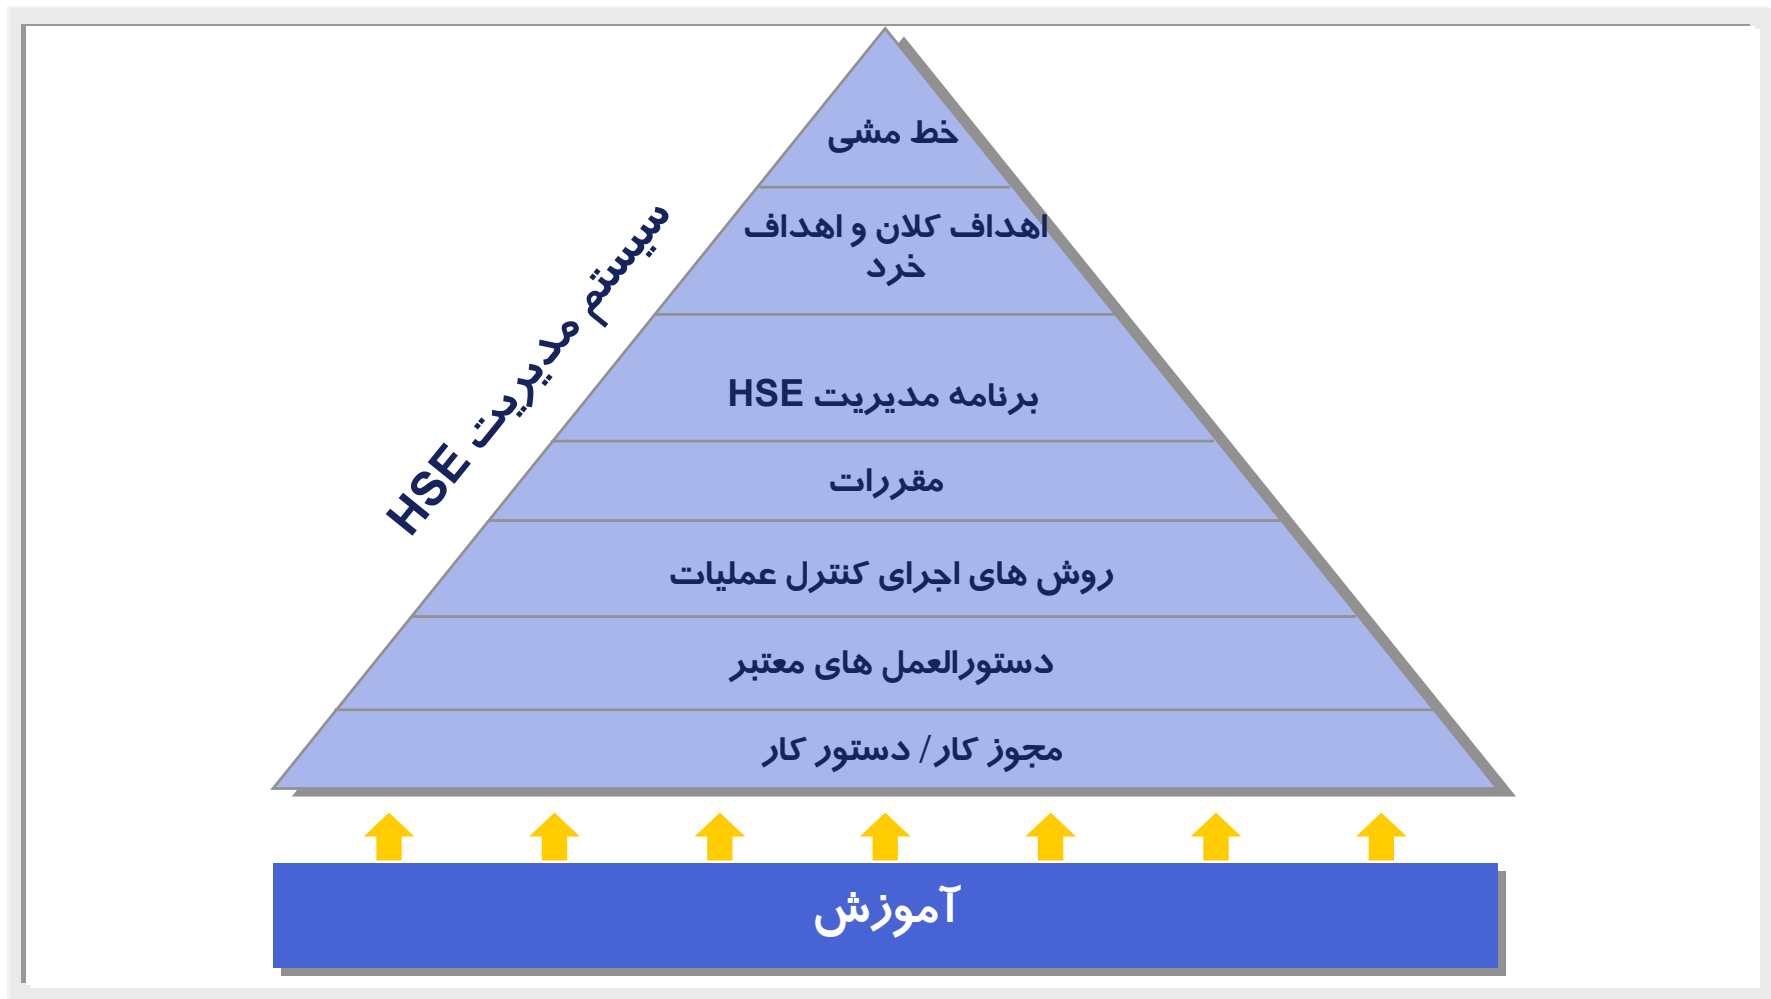 خط مشی
اهداف کلان و اهداف
خرد
سیستم مدیریت HSE
برنامه مدیریت HSE
مقررات
روش های اجرای کنترل عملیات
دستورالعمل های معتبر
مجوز کار/ دستور کار
آموزش